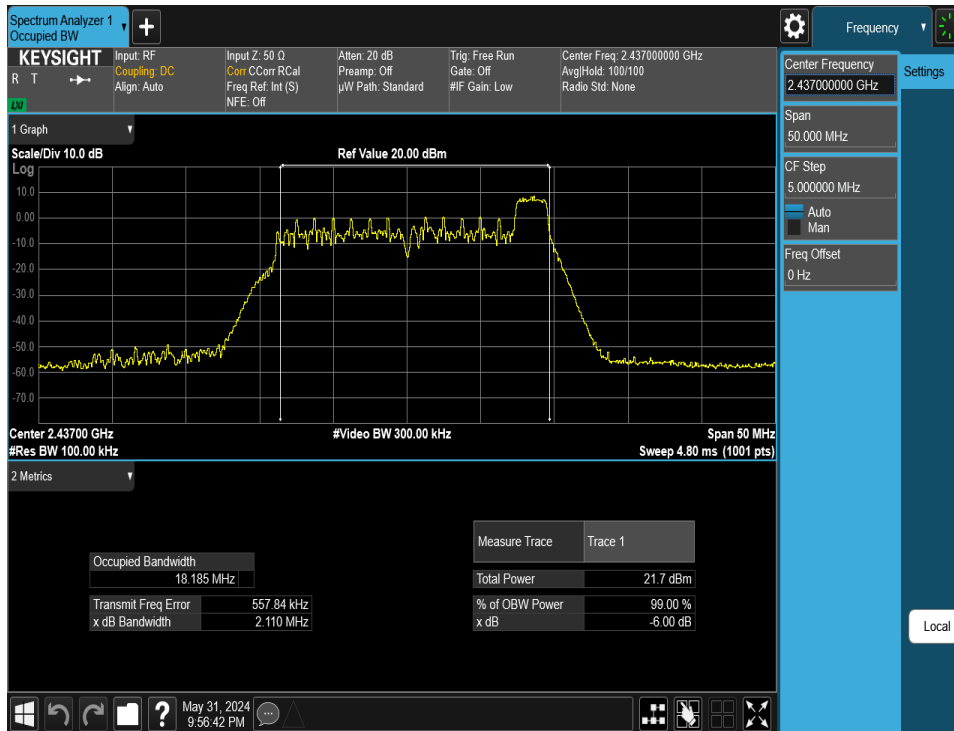 Spectrum Analyzer 1
Occupied BW
Frequency
KEYSIGHT
R T
LXI
Input: RF
Coupling: DC
Align: Auto
Input Z: 50 Ω
Corr CCorr RCal
Freq Ref: Int (S)
NFE: Off
Atten: 20 dB
Preamp: Off
µW Path: Standard
Trig: Free Run
Gate: Off
#IF Gain: Low
Center Freq: 2.437000000 GHz
Avg|Hold: 100/100
Radio Std: None
Center Frequency
2.437000000 GHz
Settings
Span
50.000 MHz
CF Step
5.000000 MHz
Auto
Man
Freq Offset
0 Hz
1 Graph
Scale/Div 10.0 dB
Ref Value 20.00 dBm
Log
10.0
0.00
-10.0
-20.0
-30.0
-40.0
-50.0
-60.0
-70.0
Center 2.43700 GHz
#Video BW 300.00 kHz
Span 50 MHz
#Res BW 100.00 kHz
Sweep 4.80 ms (1001 pts)
2 Metrics
Measure Trace Trace 1
Occupied Bandwidth
18.185 MHz
Total Power 21.7 dBm
Transmit Freq Error 557.84 kHz
% of OBW Power 99.00 %
x dB Bandwidth 2.110 MHz
x dB -6.00 dB
Local
?
May 31, 2024
9:56:42 PM